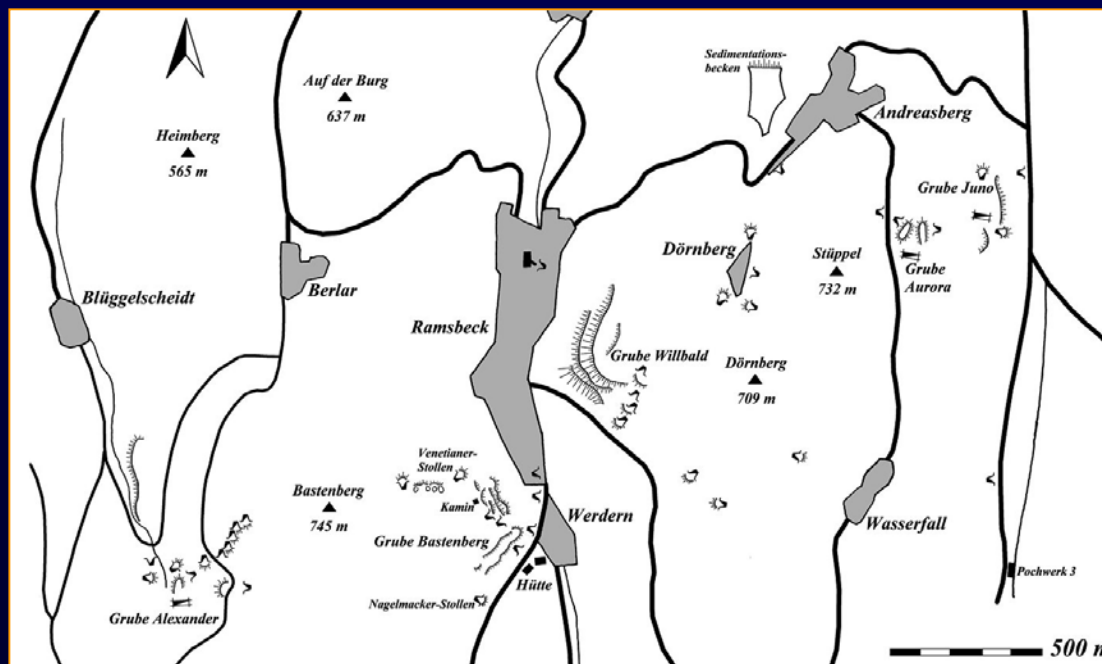 Sedimentations-
becken
Auf der Burg
637 m
Andreasberg
Heimberg
565 m
Grube Juno
Dörnberg
Stüppel
732 m
Grube
Aurora
Blüggelscheidt
Berlar
Ramsbeck
Grube Willbald
Dörnberg
709 m
Venetianer-
Stollen
Bastenberg
745 m
Kamin
Werdern
Wasserfall
Grube Bastenberg
Hütte
Pochwerk 3
Nagelmacker-Stollen
Grube Alexander
500 m